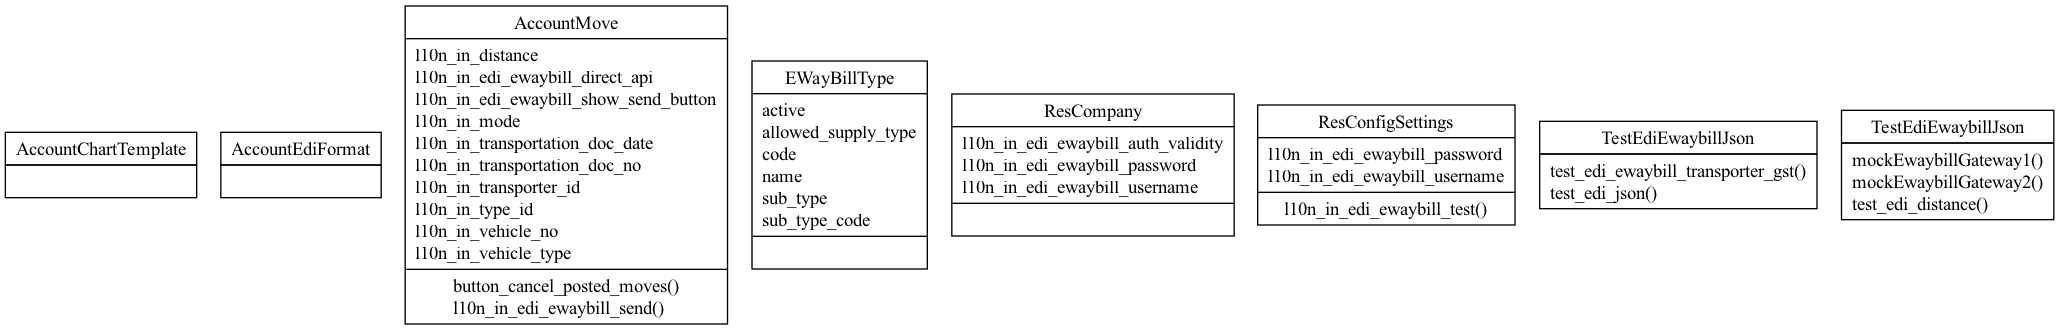 AccountChartTemplate
AccountEdiFormat
AccountMove
l10n_in_distance
l10n_in_edi_ewaybill_direct_api
l10n_in_edi_ewaybill_show_send_button
l10n_in_mode
l10n_in_transportation_doc_date
l10n_in_transportation_doc_no
l10n_in_transporter_id
l10n_in_type_id
l10n_in_vehicle_no
l10n_in_vehicle_type
button_cancel_posted_moves()
l10n_in_edi_ewaybill_send()
EWayBillType
active
allowed_supply_type
code
name
sub_type
sub_type_code
ResCompany
l10n_in_edi_ewaybill_auth_validity
l10n_in_edi_ewaybill_password
l10n_in_edi_ewaybill_username
ResConfigSettings
l10n_in_edi_ewaybill_password
l10n_in_edi_ewaybill_username
l10n_in_edi_ewaybill_test()
TestEdiEwaybillJson
test_edi_ewaybill_transporter_gst()
test_edi_json()
TestEdiEwaybillJson
mockEwaybillGateway1()
mockEwaybillGateway2()
test_edi_distance()